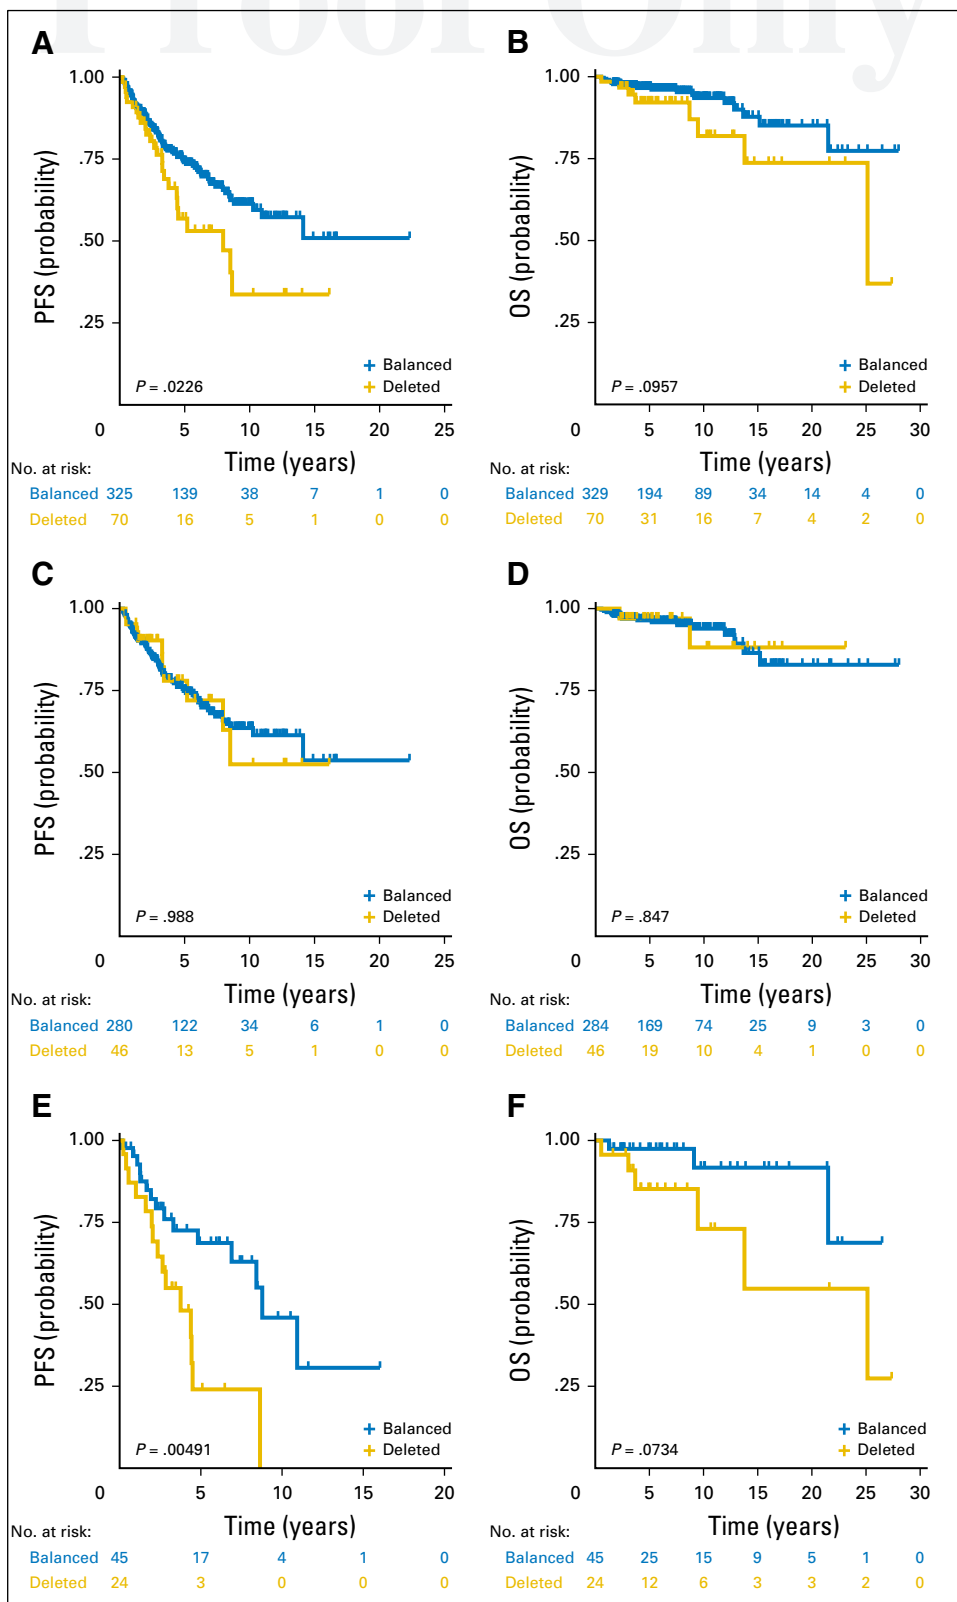 Proof Only
A
1.00
.75
.50
.25
PFS (probability)
P = .0226
Balanced
Deleted
0 5 10 15 20 25
Time (years)
No. at risk:
Balanced 325 139 38 7 1 0
Deleted 70 16 5 1 0 0
B
1.00
.75
.50
.25
OS (probability)
P = .0957
Balanced
Deleted
0 5 10 15 20 25 30
Time (years)
No. at risk:
Balanced 329 194 89 34 14 4 0
Deleted 70 31 16 7 4 2 0
C
1.00
.75
.50
.25
PFS (probability)
P = .988
Balanced
Deleted
0 5 10 15 20 25
Time (years)
No. at risk:
Balanced 280 122 34 6 1 0
Deleted 46 13 5 1 0 0
D
1.00
.75
.50
.25
OS (probability)
P = .847
Balanced
Deleted
0 5 10 15 20 25 30
Time (years)
No. at risk:
Balanced 284 169 74 25 9 3 0
Deleted 46 19 10 4 1 0 0
E
1.00
.75
.50
.25
PFS (probability)
P = .00491
Balanced
Deleted
0 5 10 15 20
Time (years)
No. at risk:
Balanced 45 17 4 1 0
Deleted 24 3 0 0 0
F
1.00
.75
.50
.25
OS (probability)
P = .0734
Balanced
Deleted
0 5 10 15 20 25 30
Time (years)
No. at risk:
Balanced 45 25 15 9 5 1 0
Deleted 24 12 6 3 3 2 0